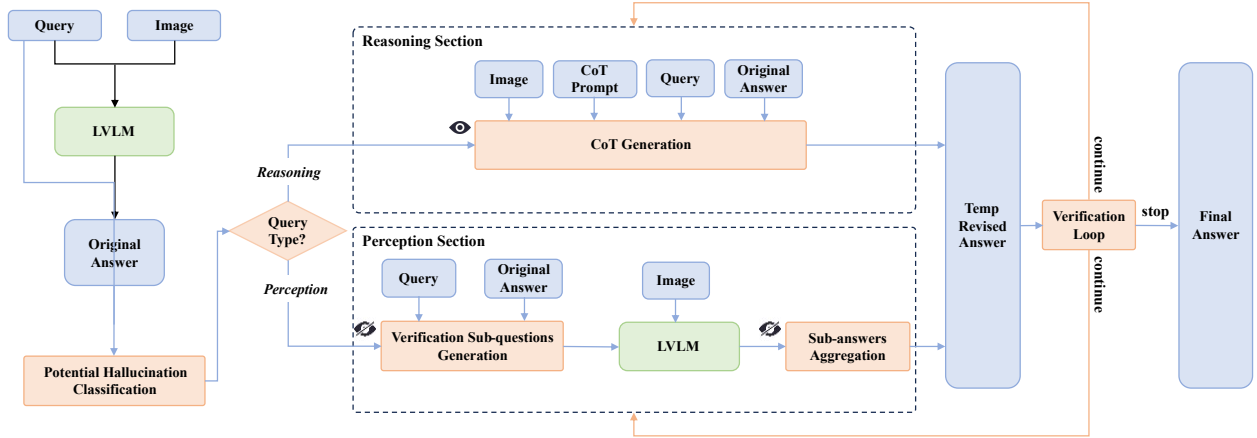 Query
Image
LVLM
Original
Answer
Potential Hallucination
Classification
Query
Type?
Reasoning
Perception
Reasoning Section
Image
CoT
Prompt
Query
Original
Answer
CoT Generation
Perception Section
Query
Original
Answer
Image
Verification Sub-questions
Generation
LVLM
Sub-answers
Aggregation
Temp
Revised
Answer
continue
Verification
Loop
continue
stop
Final
Answer